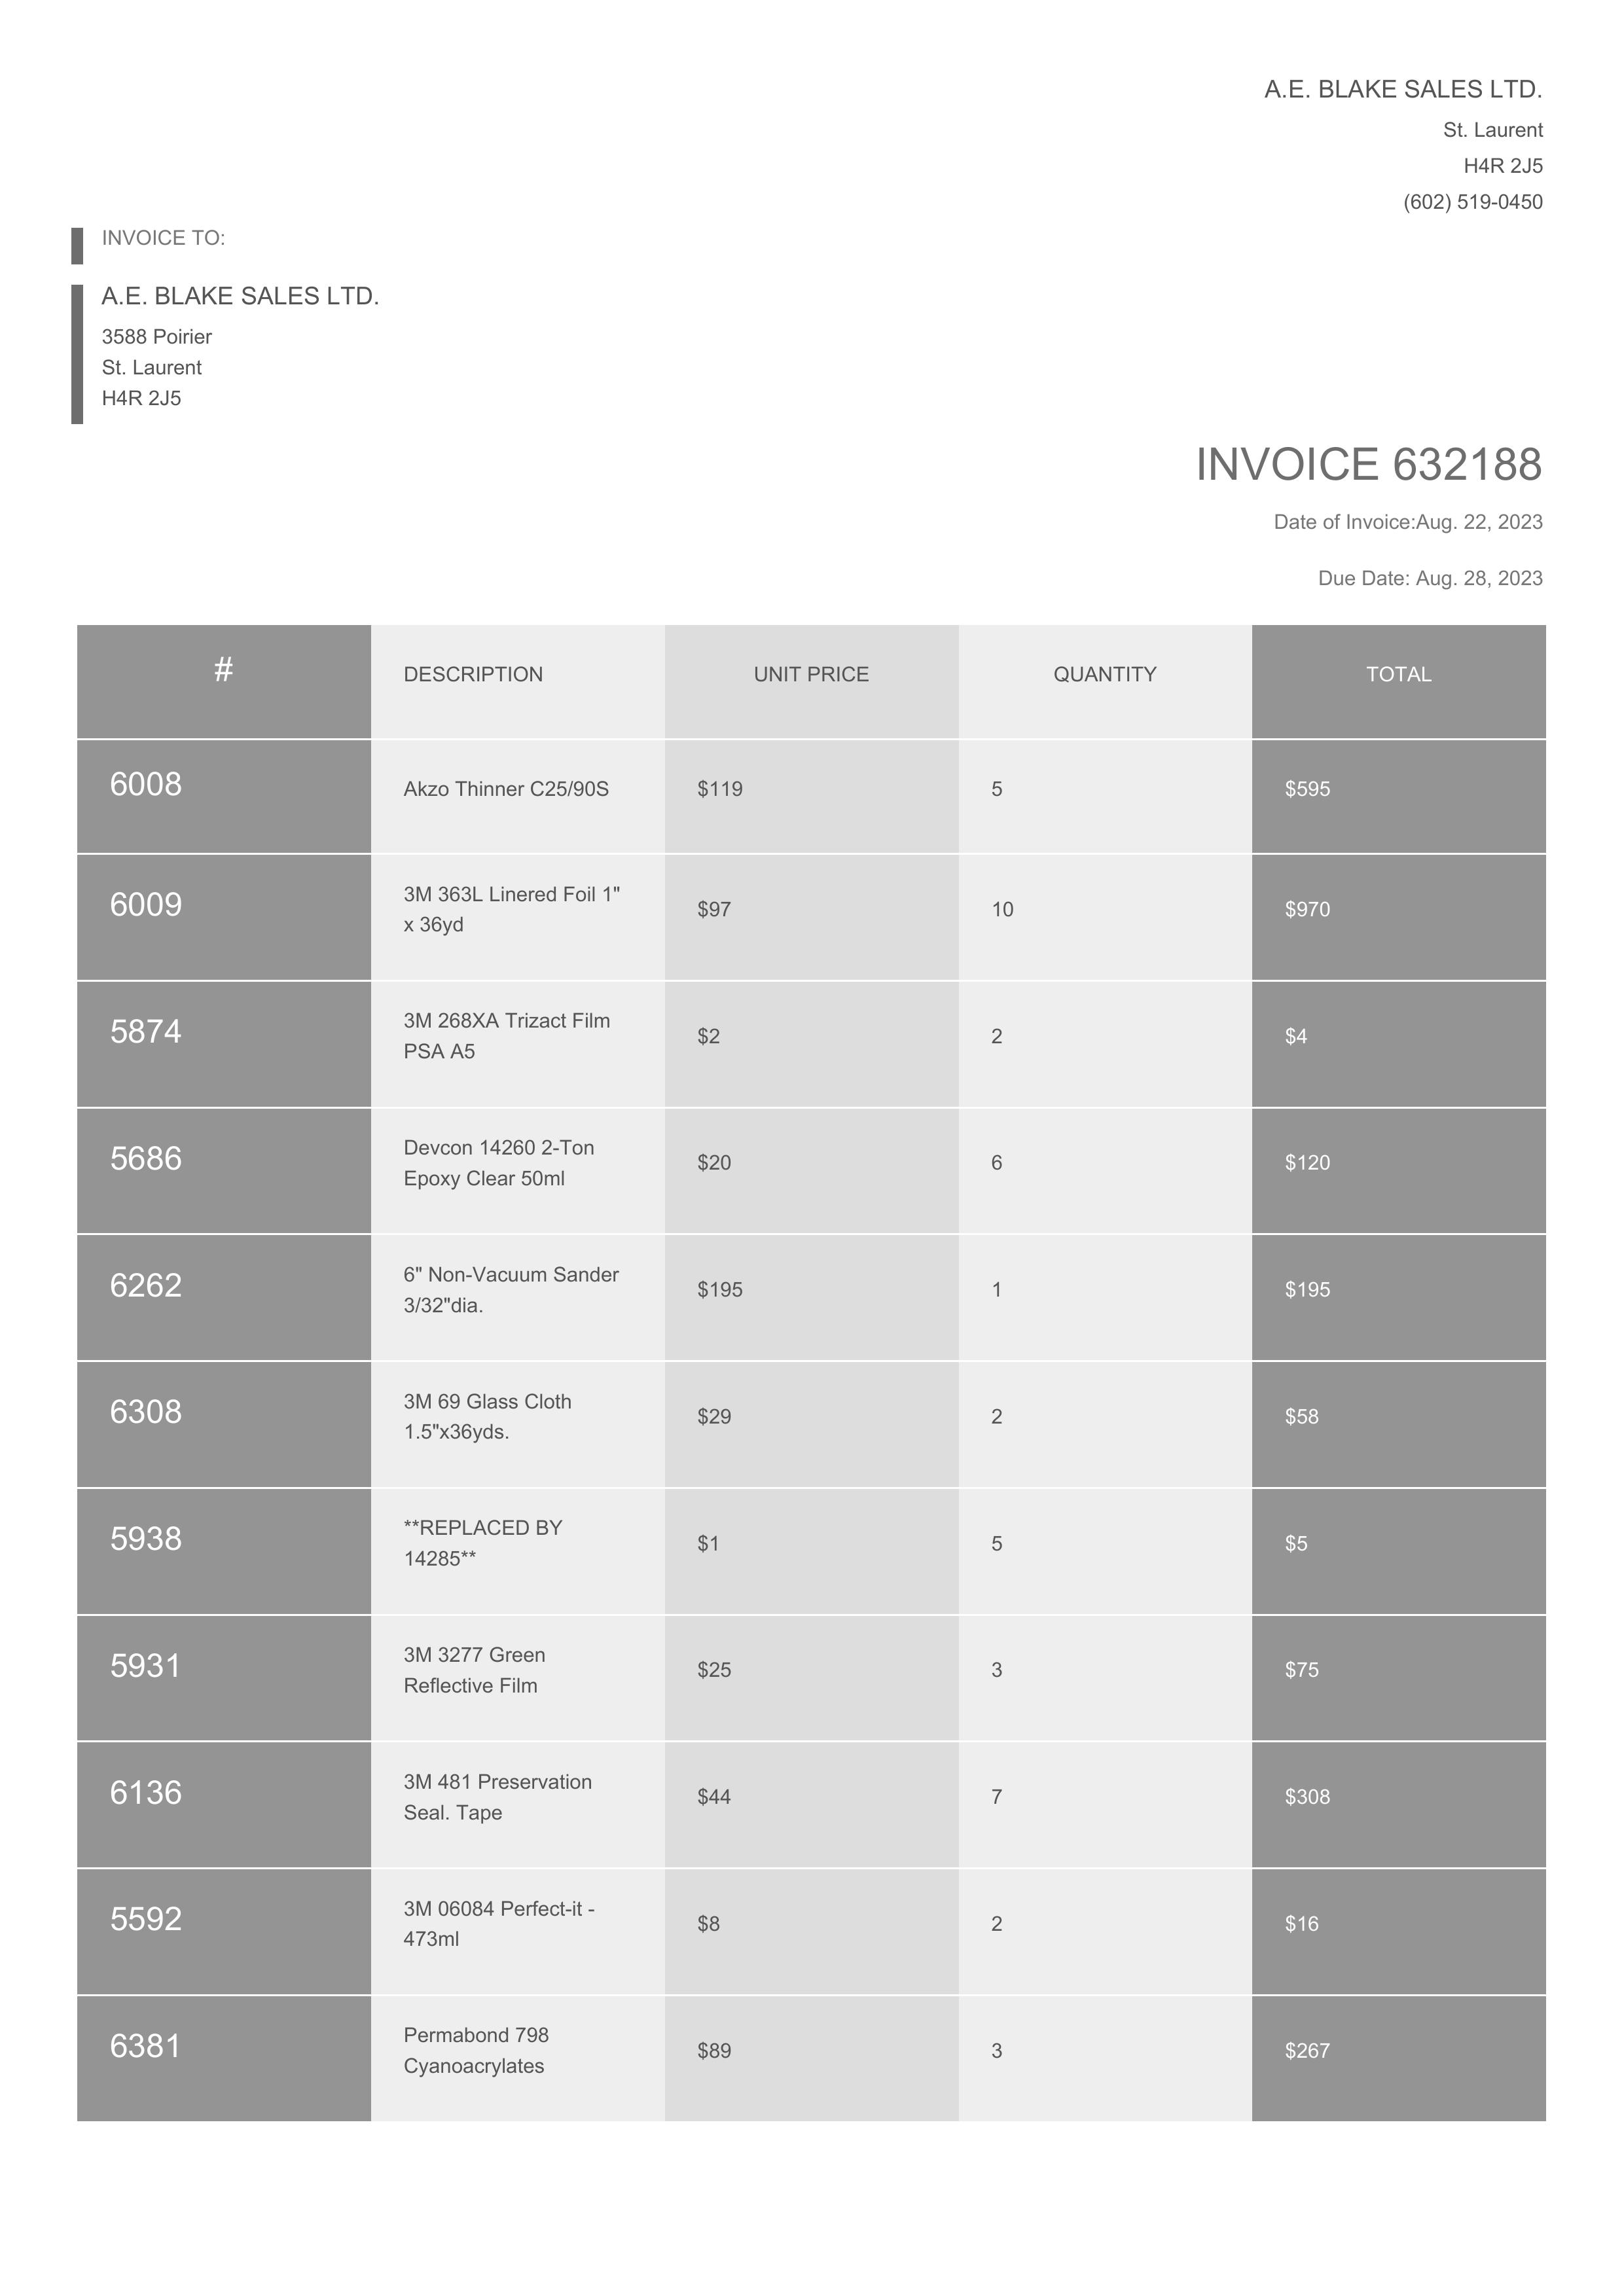 A.E. BLAKE SALES LTD.
St. Laurent
H4R 2J5
(602) 519-0450
INVOICE TO:
A.E. BLAKE SALES LTD.
3588 Poirier
St. Laurent
H4R 2J5
INVOICE 632188
Date of Invoice:Aug. 22, 2023
Due Date: Aug. 28, 2023
# DESCRIPTION UNIT PRICE QUANTITY TOTAL
6008 Akzo Thinner C25/90S $119 5 $595
6009 3M 363L Linered Foil 1" $97 10 $970
x 36yd
5874 3M 268XA Trizact Film $2 2 $4
PSA A5
5686 Devcon 14260 2-Ton $20 6 $120
Epoxy Clear 50ml
6262 6" Non-Vacuum Sander $195 1 $195
3/32"dia.
6308 3M 69 Glass Cloth $29 2 $58
1.5"x36yds.
5938 **REPLACED BY $1 5 $5
14285**
5931 3M 3277 Green $25 3 $75
Reflective Film
6136 3M 481 Preservation $44 7 $308
Seal. Tape
5592 3M 06084 Perfect-it - $8 2 $16
473ml
6381 Permabond 798 $89 3 $267
Cyanoacrylates